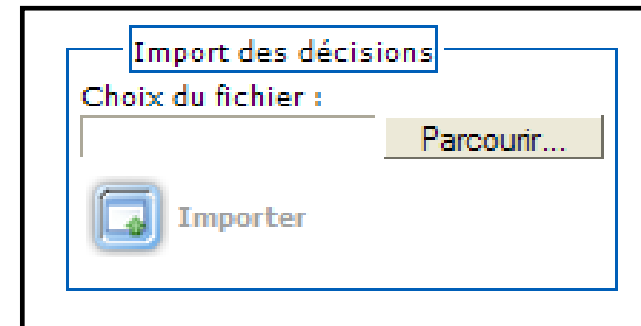 Import des décisions
Choix du fichier :
Parcourir...
Importer